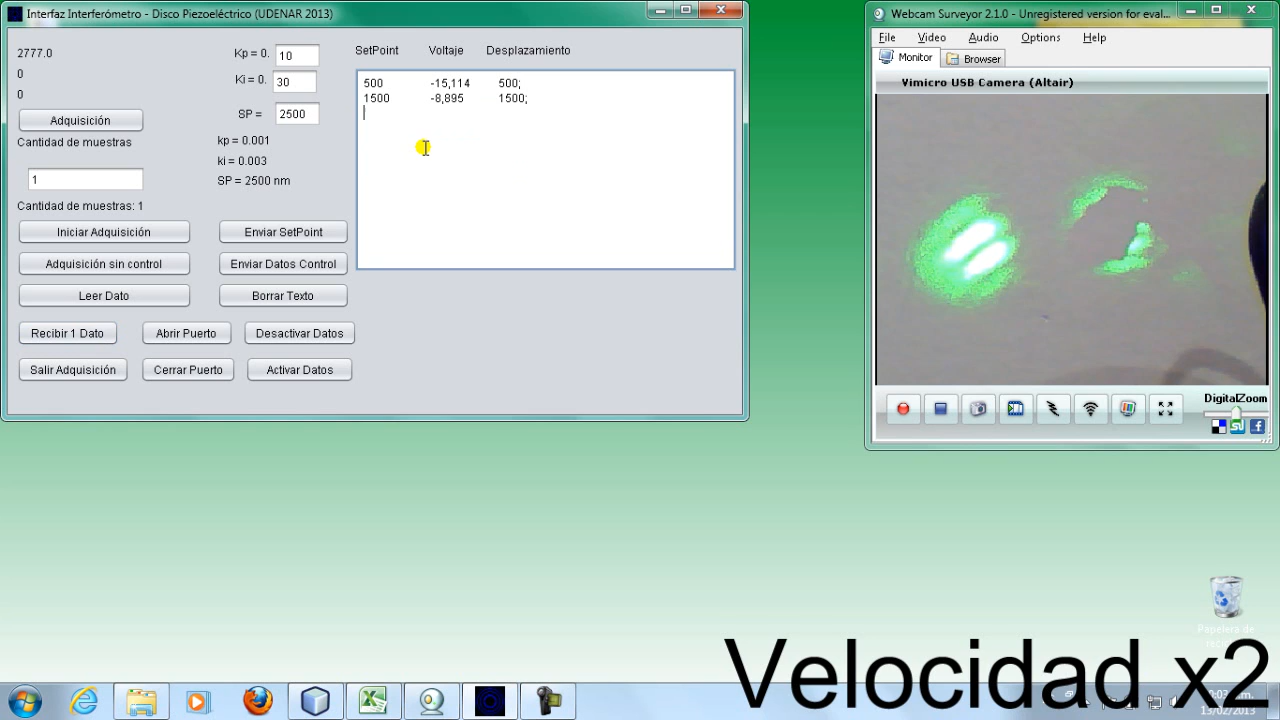 Interfaz Interferómetro - Disco Piezoeléctrico (UDENAR 2013)
2777.0
0
0
Adquisición
Cantidad de muestras
1
Cantidad de muestras: 1
Kp = 0. 10
Ki = 0. 30
SP = 2500
kp = 0.001
ki = 0.003
SP = 2500 nm
Iniciar Adquisición
Enviar SetPoint
Adquisición sin control
Enviar Datos Control
Leer Dato
Borrar Texto
Recibir 1 Dato
Abrir Puerto
Desactivar Datos
Salir Adquisición
Cerrar Puerto
Activar Datos
SetPoint Voltaje Desplazamiento
500 -15,114 500;
1500 -8,895 1500;
Webcam Surveyor 2.1.0 - Unregistered version for eval...
File Video Audio Options Help
Monitor Browser
Vimicro USB Camera (Altair)
DigitalZoom
Papelera de
Velocidad x2
13/02/2013